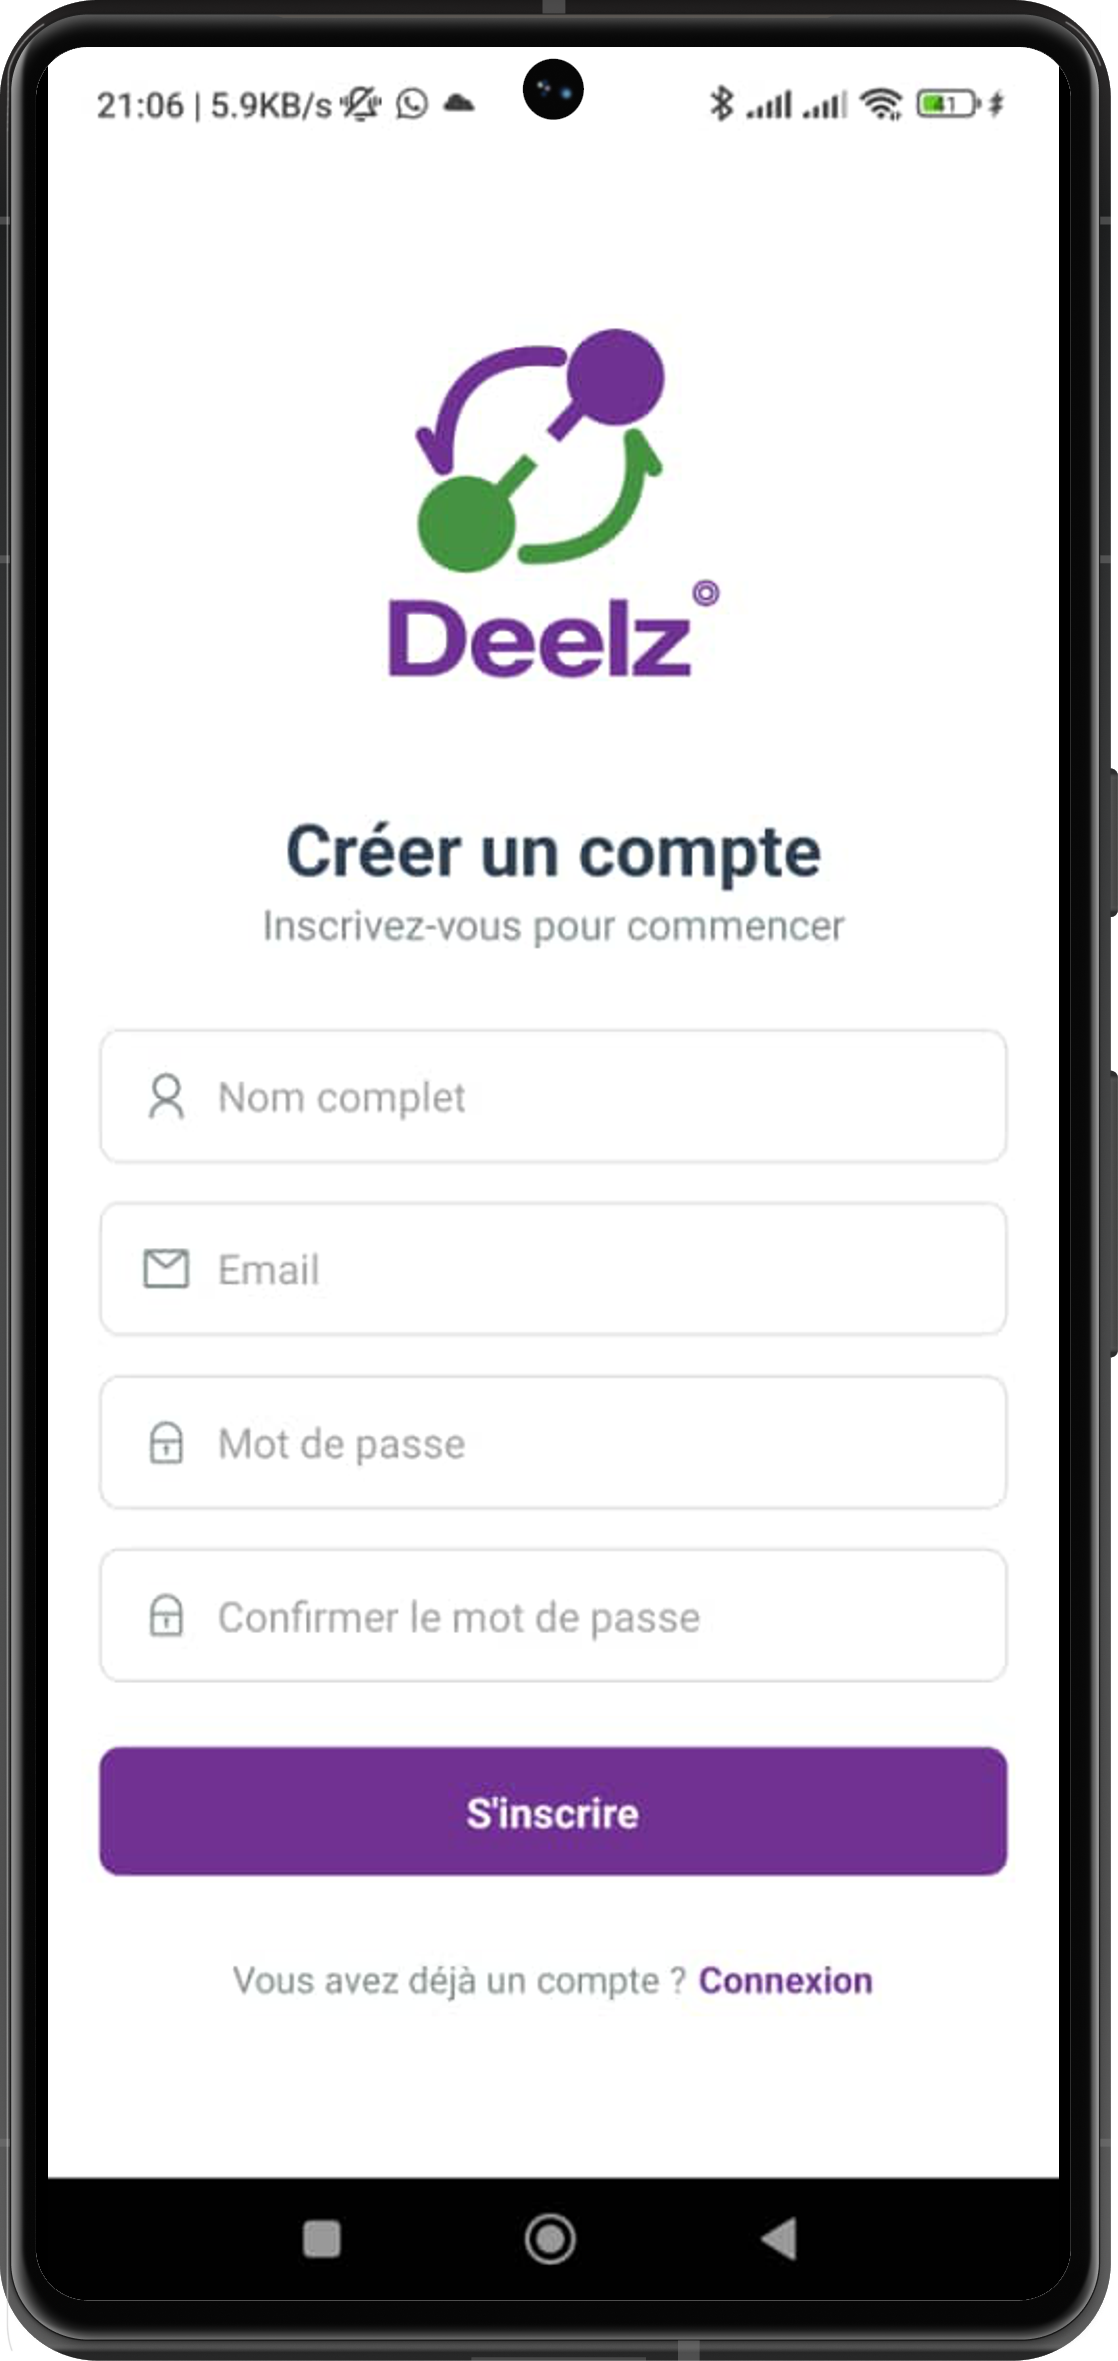 21:06 | 5.9KB/s
41
Deelz
Créer un compte
Inscrivez-vous pour commencer
Nom complet
Email
Mot de passe
Confirmer le mot de passe
S'inscrire
Vous avez déjà un compte ? Connexion